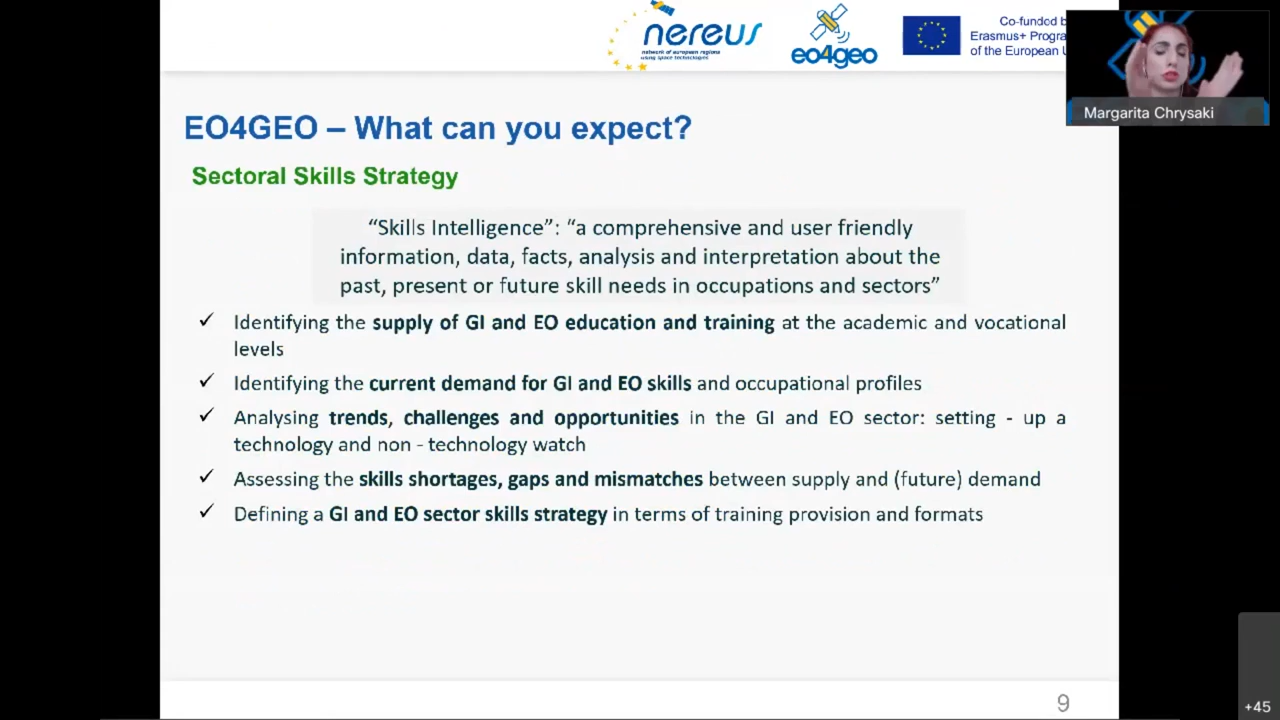 nereus
network of european regions
using space technologies
eo4geo
Co-funded b
Erasmus+ Progra
of the European U
Margarita Chrysaki
EO4GEO – What can you expect?
Sectoral Skills Strategy
“Skills Intelligence”: “a comprehensive and user friendly
information, data, facts, analysis and interpretation about the
past, present or future skill needs in occupations and sectors”
✓ Identifying the supply of GI and EO education and training at the academic and vocational
levels
✓ Identifying the current demand for GI and EO skills and occupational profiles
✓ Analysing trends, challenges and opportunities in the GI and EO sector: setting - up a
technology and non - technology watch
✓ Assessing the skills shortages, gaps and mismatches between supply and (future) demand
✓ Defining a GI and EO sector skills strategy in terms of training provision and formats
9
+45